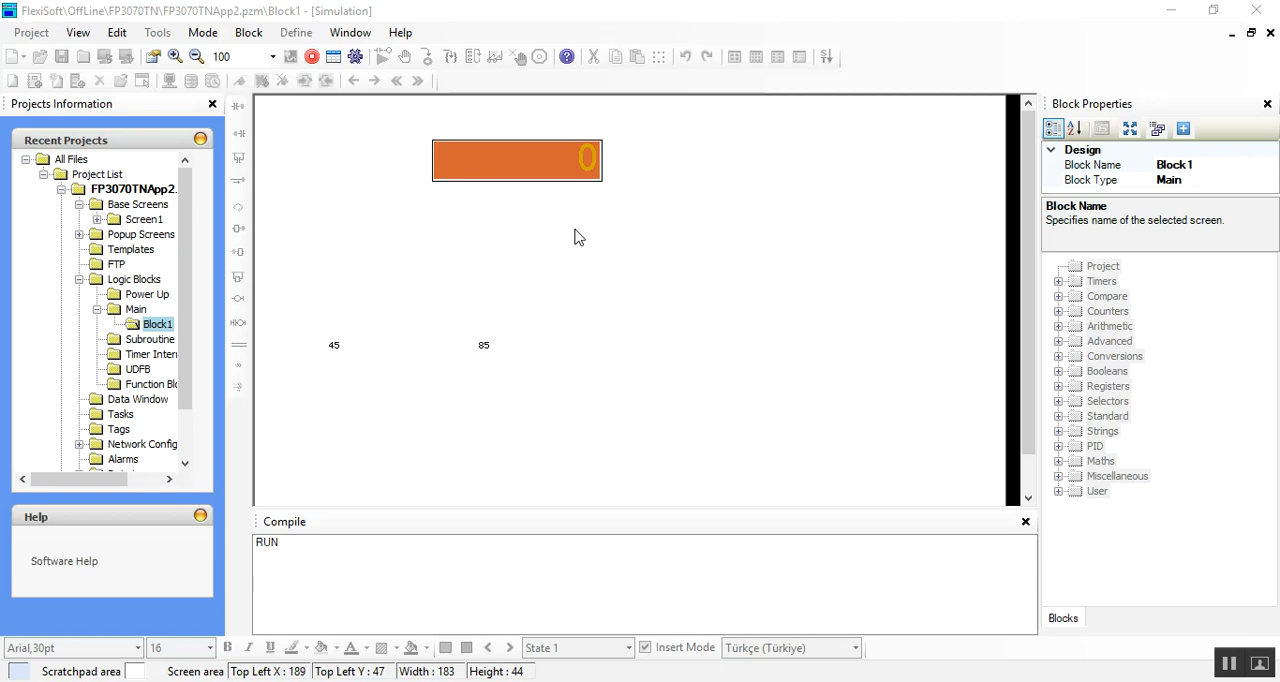 FlexiSoft\OffLine\FP3070TN\FP3070TNApp2.pzm\Block1 - [Simulation]
Project View Edit Tools Mode Block Define Window Help
100
Projects Information
Recent Projects
All Files
Project List
FP3070TNApp2.
Base Screens
Screen1
Popup Screens
Templates
FTP
Logic Blocks
Power Up
Main
Block1
Subroutine
Timer Inter
UDFB
Function Blo
Data Window
Tasks
Tags
Network Config
Alarms
Help
Software Help
0
45 85
Compile
RUN
Block Properties
Design
Block Name Block1
Block Type Main
Block Name
Specifies name of the selected screen.
Project
Timers
Compare
Counters
Arithmetic
Advanced
Conversions
Booleans
Registers
Selectors
Standard
Strings
PID
Maths
Miscellaneous
User
Blocks
Arial,30pt 16 B I U A State 1 Insert Mode Türkçe (Türkiye)
Scratchpad area Screen area Top Left X : 189 Top Left Y : 47 Width : 183 Height : 44